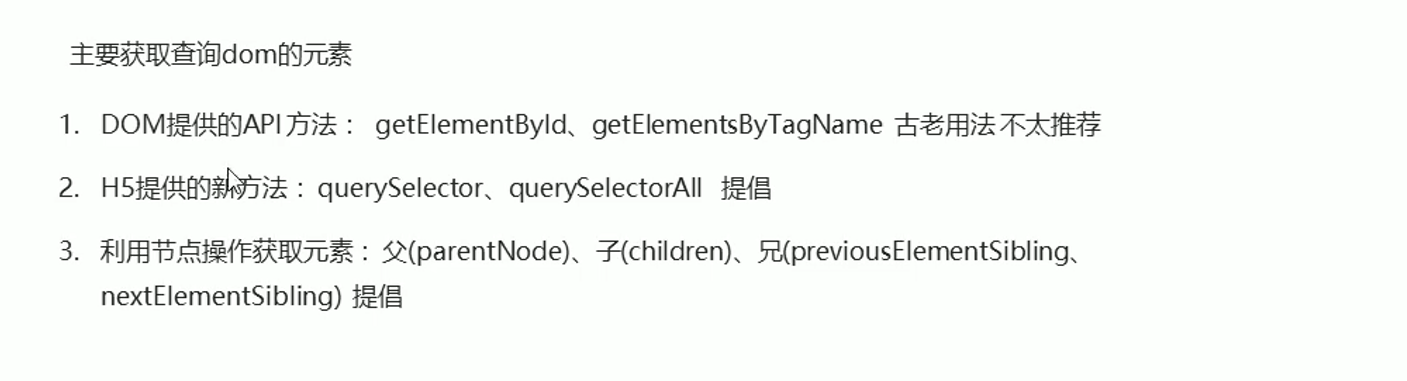 主要获取查询dom的元素
1. DOM提供的API 方法： getElementById、getElementsByTagName 古老用法 不太推荐
2. H5提供的新方法：querySelector、querySelectorAll 提倡
3. 利用节点操作获取元素：父(parentNode)、子(children)、兄(previousElementSibling、
nextElementSibling) 提倡